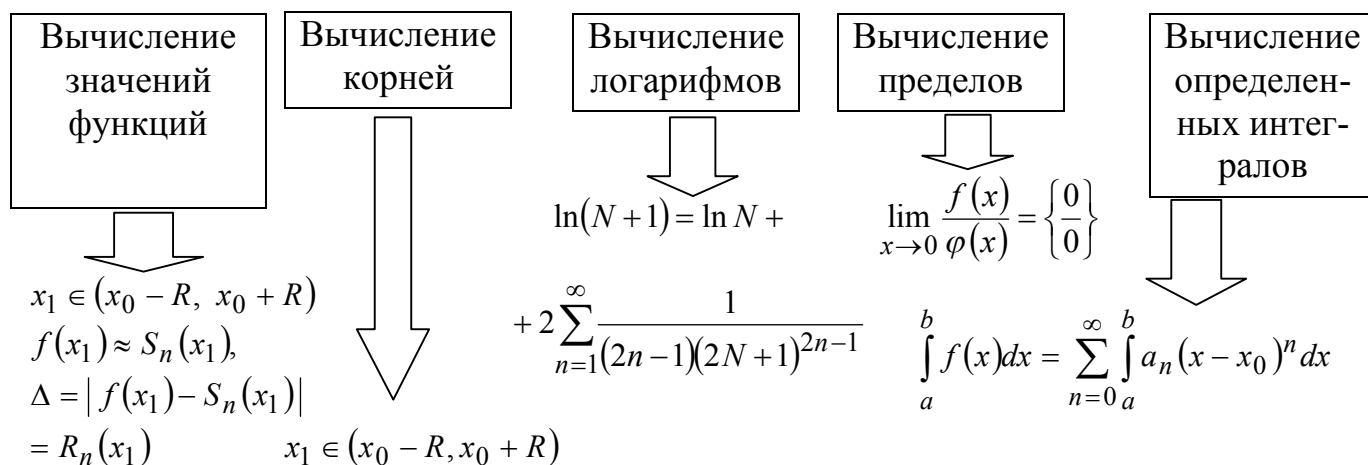 Вычисление
значений
функций
Вычисление
корней
Вычисление
логарифмов
Вычисление
пределов
Вычисление
определен-
ных интег-
ралов
x₁ ∈ (x₀ − R, x₀ + R)
f(x₁) ≈ Sₙ(x₁),
Δ = | f(x₁) − Sₙ(x₁)|
= Rₙ(x₁)
x₁ ∈ (x₀ − R, x₀ + R)
ln(N + 1) = ln N +
+ 2 ∑_{n=1}^{∞} 1/((2n − 1)(2N + 1)^{2n−1})
lim_{x→0} f(x)/φ(x) = {0/0}
∫_a^b f(x)dx = ∑_{n=0}^{∞} ∫_a^b aₙ(x − x₀)ⁿ dx